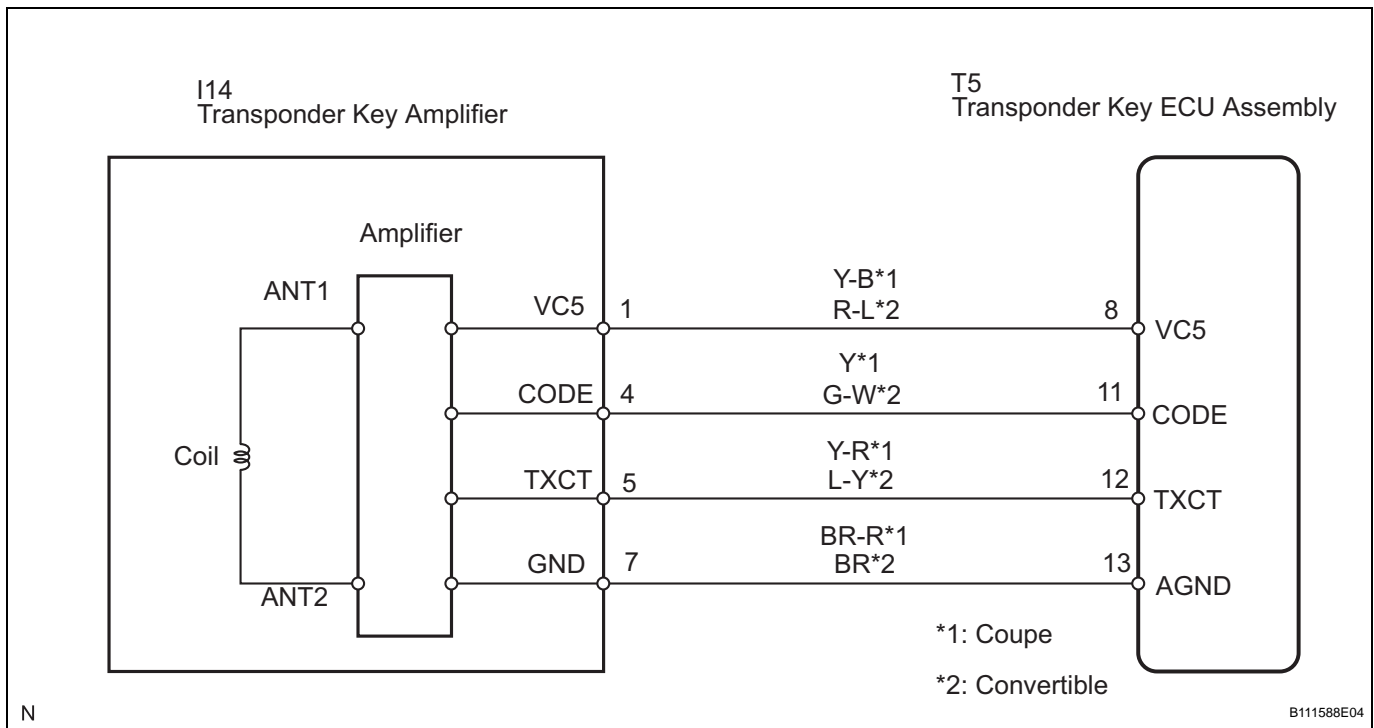 I14
Transponder Key Amplifier
T5
Transponder Key ECU Assembly
Amplifier
ANT1
Coil
ANT2
VC5
1
Y-B*1
R-L*2
8
VC5
CODE
4
Y*1
G-W*2
11
CODE
TXCT
5
Y-R*1
L-Y*2
12
TXCT
GND
7
BR-R*1
BR*2
13
AGND
*1: Coupe
*2: Convertible
N
B111588E04